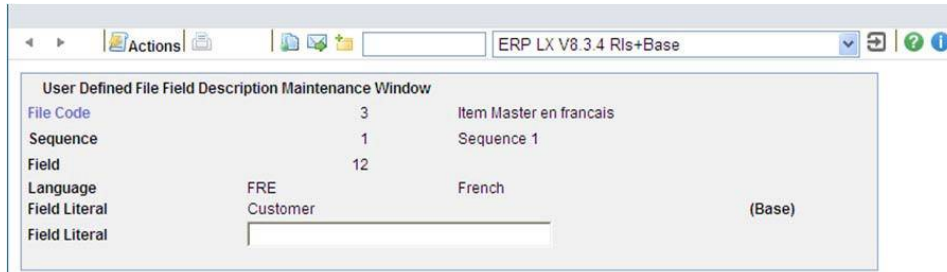 Actions ERP LX V8.3.4 Rls+Base
User Defined File Field Description Maintenance Window
File Code 3 Item Master en francais
Sequence 1 Sequence 1
Field 12
Language FRE French
Field Literal Customer (Base)
Field Literal